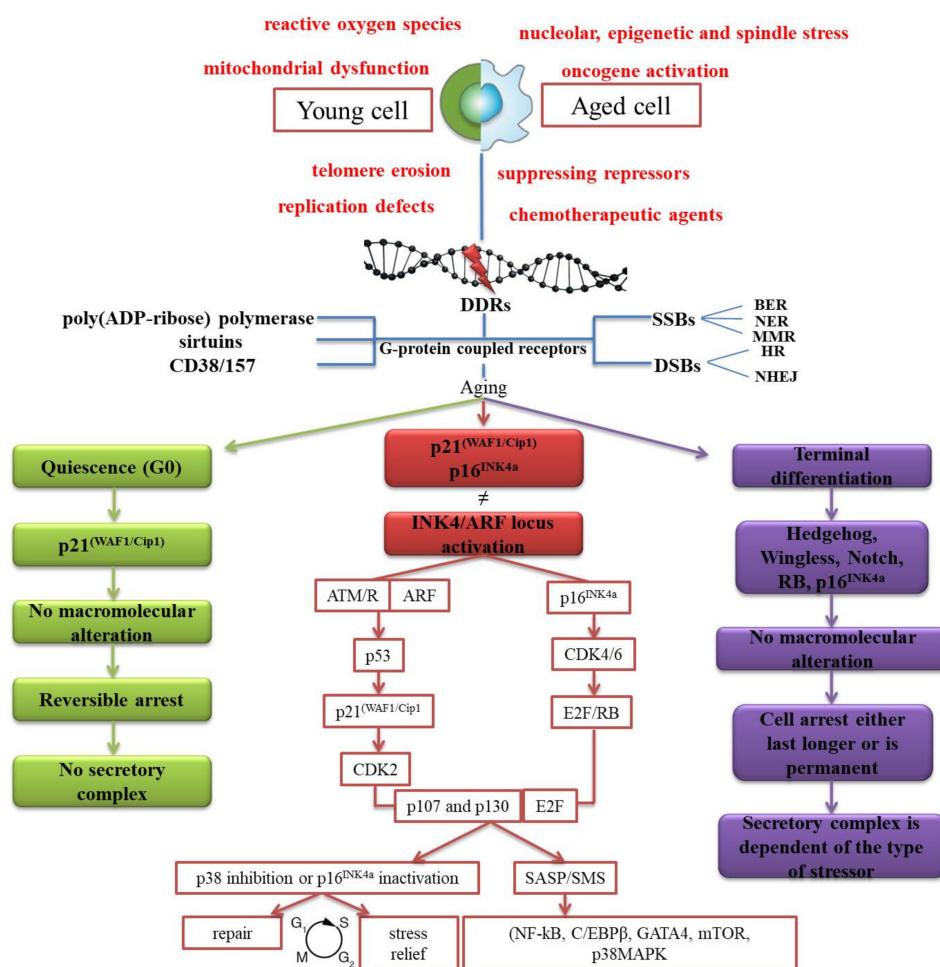 reactive oxygen species
nucleolar, epigenetic and spindle stress
mitochondrial dysfunction
oncogene activation
Young cell
Aged cell
telomere erosion
suppressing repressors
replication defects
chemotherapeutic agents
DDRs
poly(ADP-ribose) polymerase
sirtuins
CD38/157
G-protein coupled receptors
SSBs
BER
NER
MMR
DSBs
HR
NHEJ
Aging
Quiescence (G0)
p21(WAF1/Cip1)
No macromolecular
alteration
Reversible arrest
No secretory
complex
p21(WAF1/Cip1)
p16INK4a
≠
INK4/ARF locus
activation
ATM/R
ARF
p53
p21(WAF1/Cip1
CDK2
p16INK4a
CDK4/6
E2F/RB
p107 and p130
E2F
p38 inhibition or p16INK4a inactivation
SASP/SMS
repair
G1
S
M
G2
stress
relief
(NF-kB, C/EBPβ, GATA4, mTOR,
p38MAPK
Terminal
differentiation
Hedgehog,
Wingless, Notch,
RB, p16INK4a
No macromolecular
alteration
Cell arrest either
last longer or is
permanent
Secretory complex is
dependent of the type
of stressor